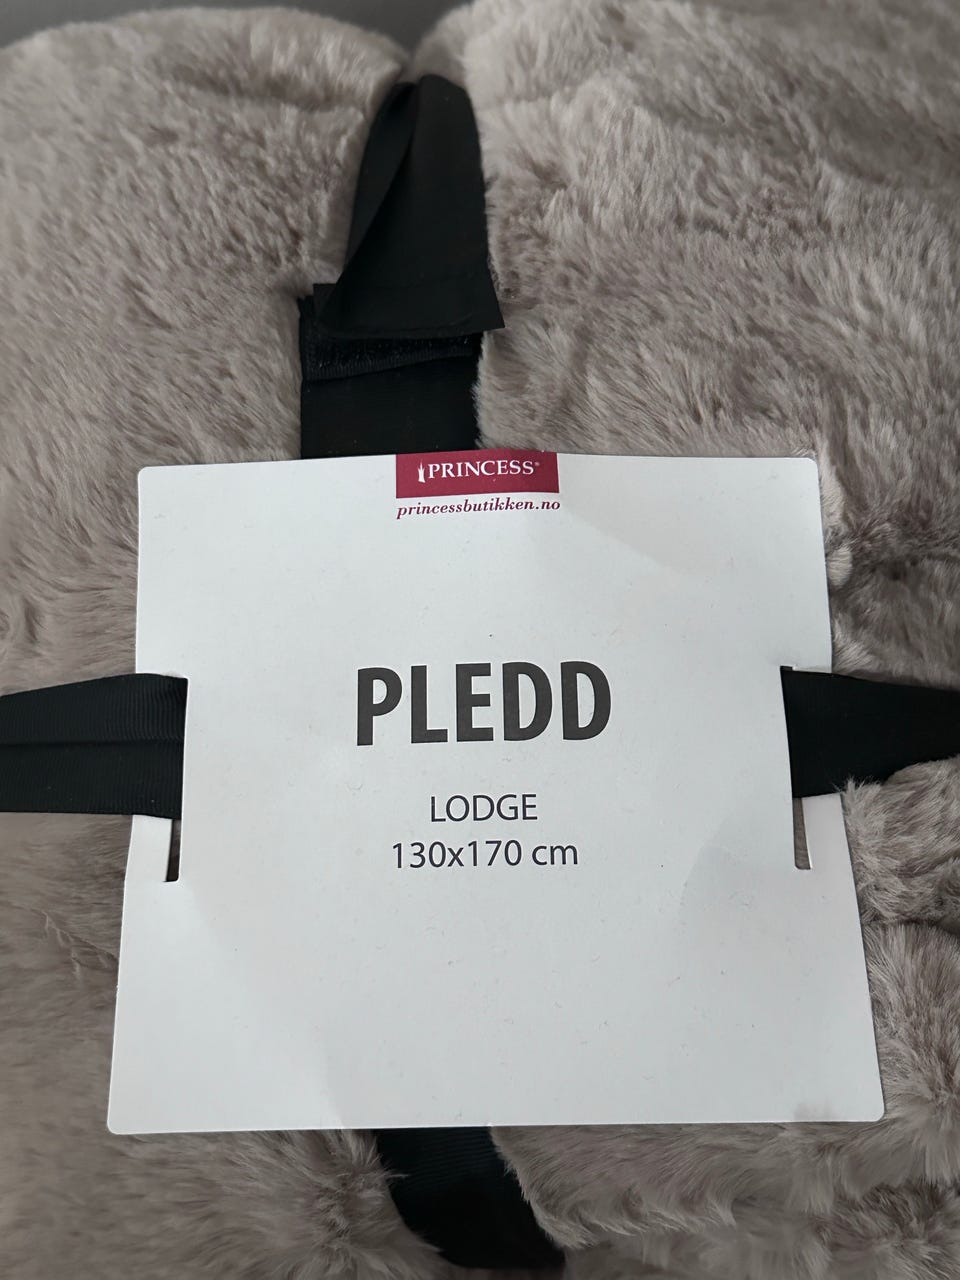 PRINCESS®
princessbutikken.no
PLEDD
LODGE
130x170 cm